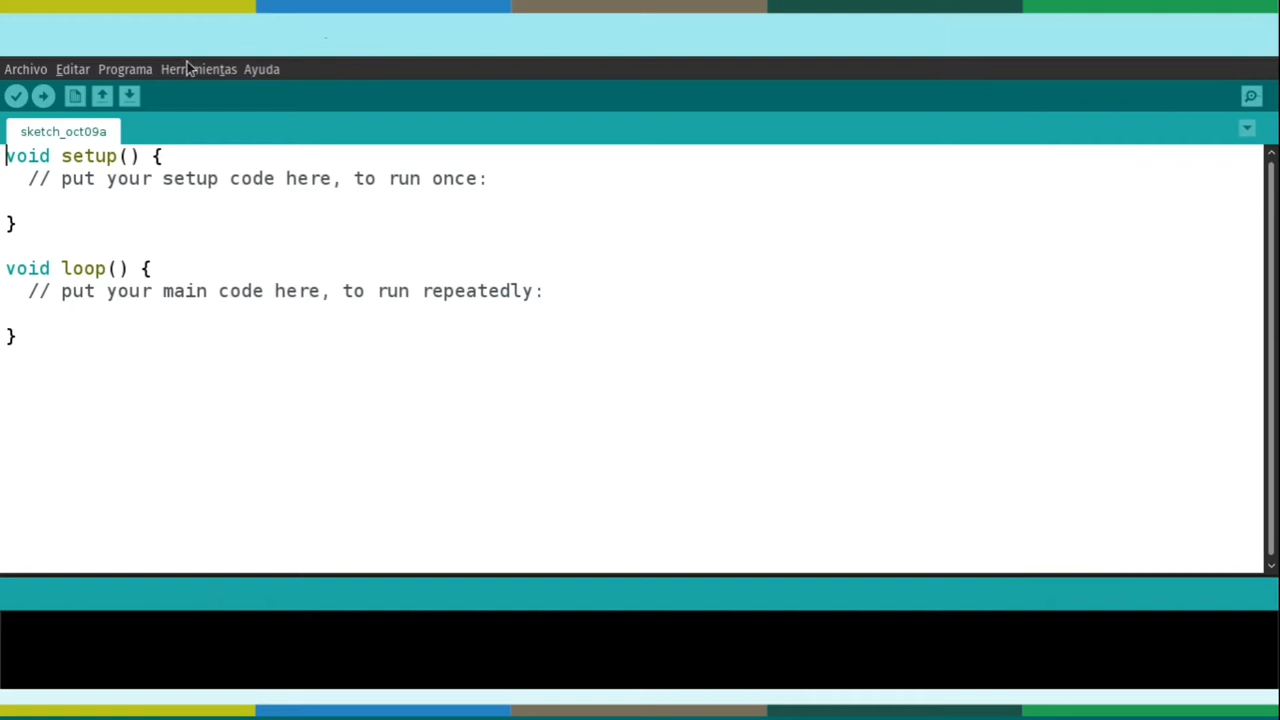 Archivo Editar Programa Herramientas Ayuda
sketch_oct09a
void setup() {
  // put your setup code here, to run once:
}
void loop() {
  // put your main code here, to run repeatedly:
}